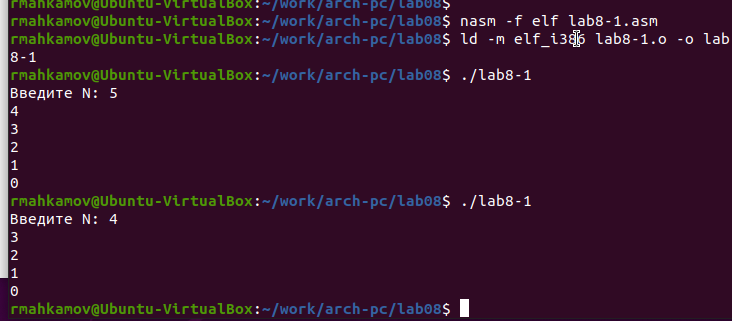 rmahkamov@Ubuntu-VirtualBox:~/work/arch-pc/lab08$
rmahkamov@Ubuntu-VirtualBox:~/work/arch-pc/lab08$ nasm -f elf lab8-1.asm
rmahkamov@Ubuntu-VirtualBox:~/work/arch-pc/lab08$ ld -m elf_i386 lab8-1.o -o lab
8-1
rmahkamov@Ubuntu-VirtualBox:~/work/arch-pc/lab08$ ./lab8-1
Введите N: 5
4
3
2
1
0
rmahkamov@Ubuntu-VirtualBox:~/work/arch-pc/lab08$ ./lab8-1
Введите N: 4
3
2
1
0
rmahkamov@Ubuntu-VirtualBox:~/work/arch-pc/lab08$